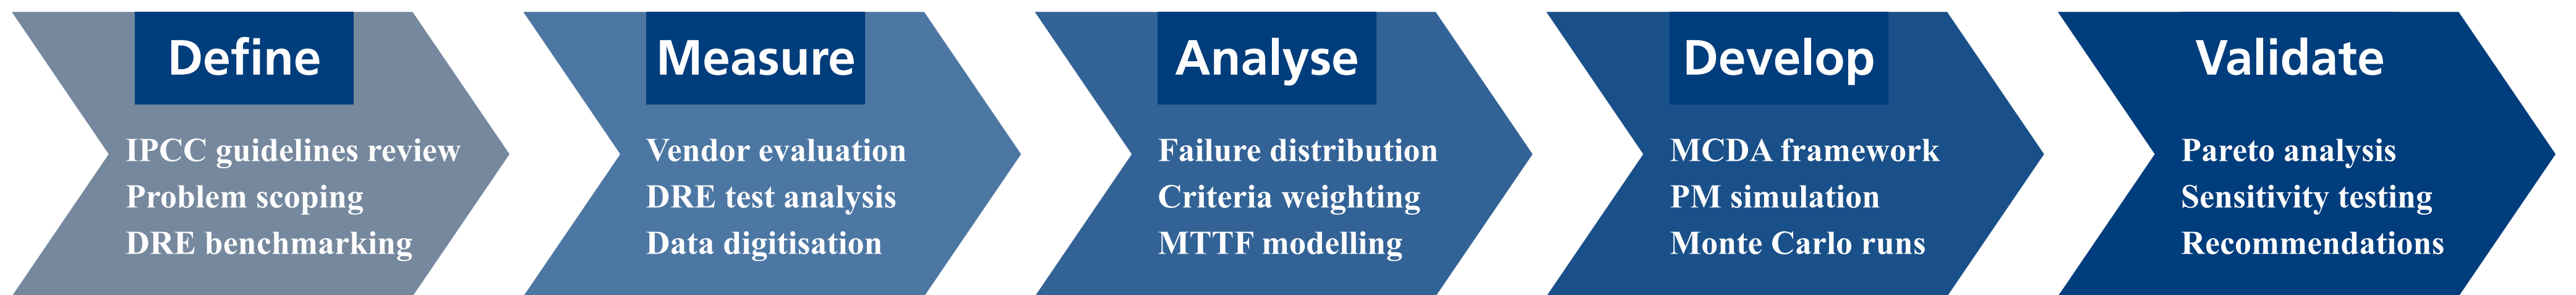 Define
IPCC guidelines review
Problem scoping
DRE benchmarking
Measure
Vendor evaluation
DRE test analysis
Data digitisation
Analyse
Failure distribution
Criteria weighting
MTTF modelling
Develop
MCDA framework
PM simulation
Monte Carlo runs
Validate
Pareto analysis
Sensitivity testing
Recommendations